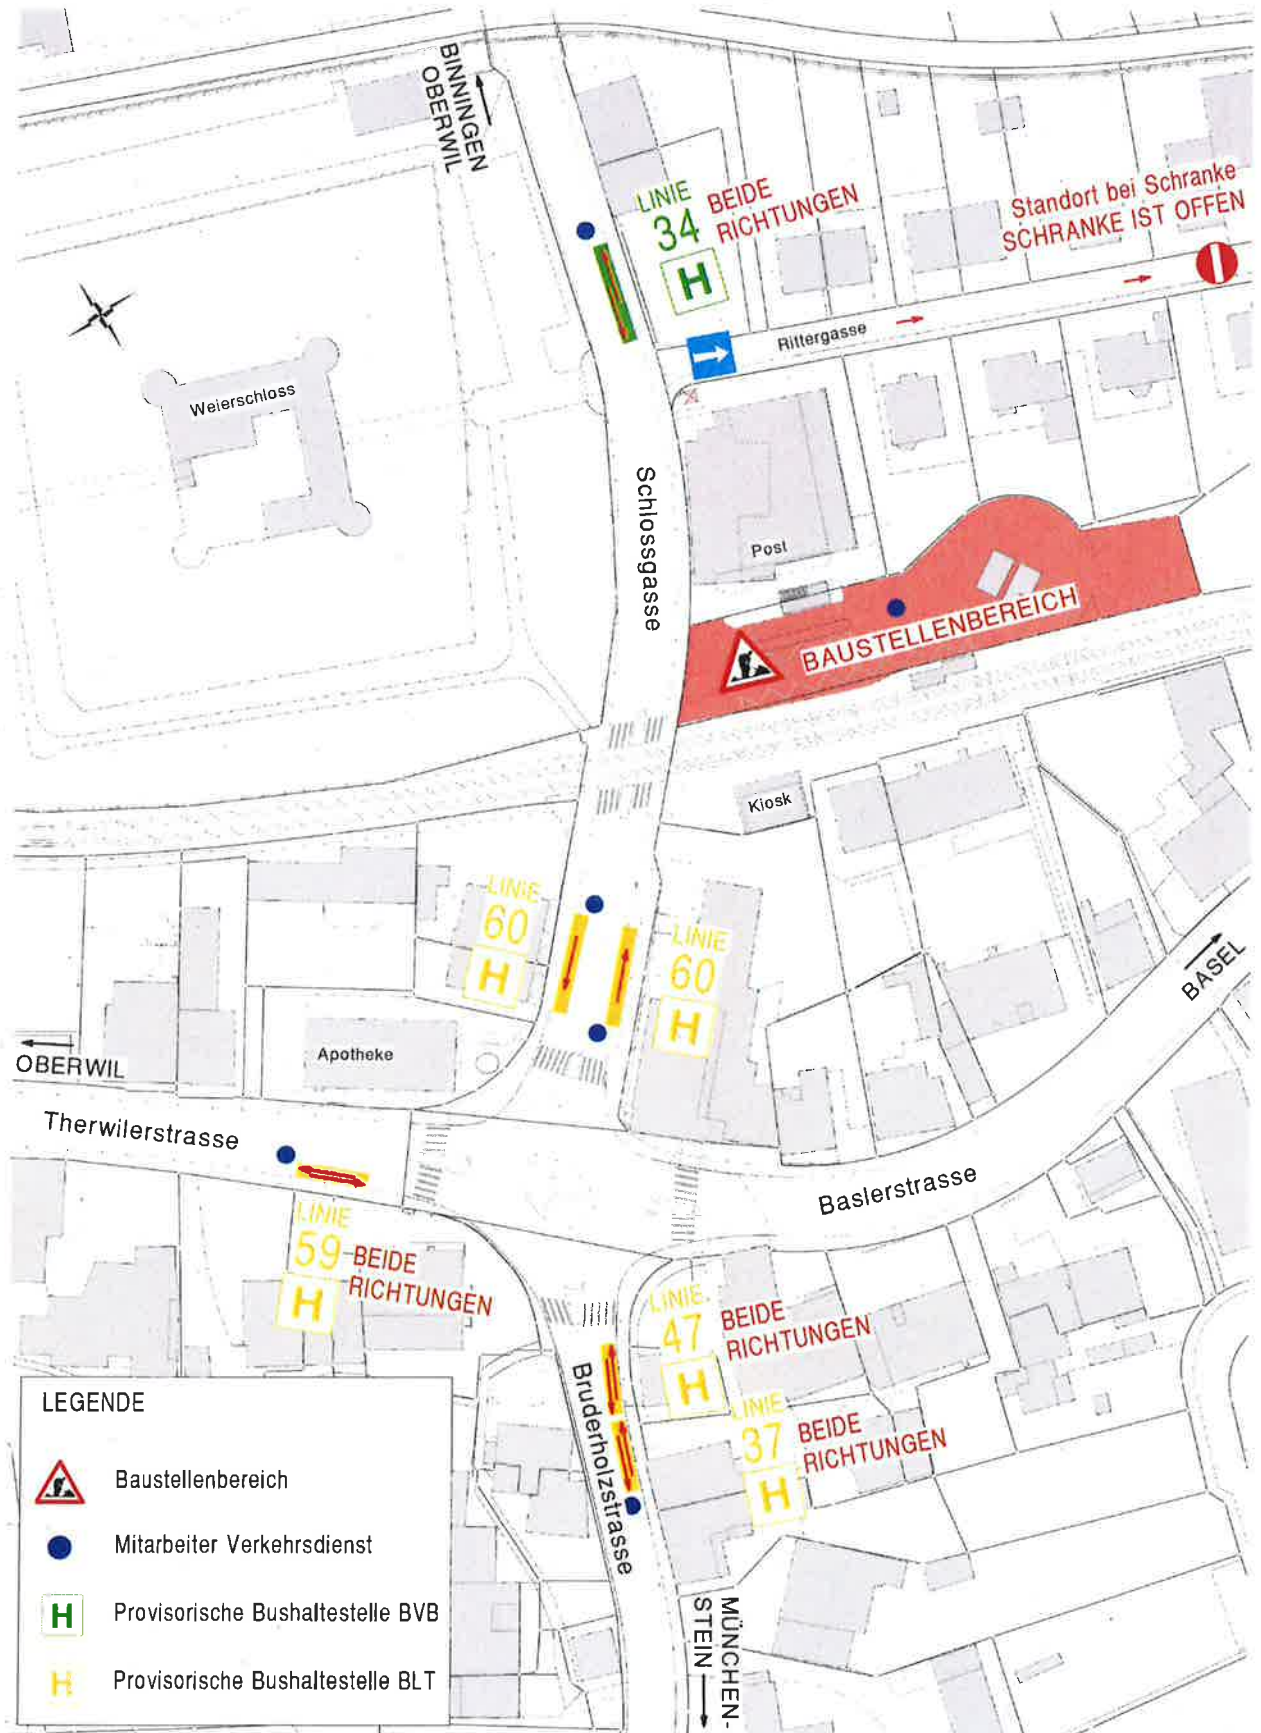 BINNINGEN
OBERWIL
LINIE
34
BEIDE
RICHTUNGEN
H
Standort bei Schranke
SCHRANKE IST OFFEN
Rittergasse
Weierschloss
Schlossgasse
Post
BAUSTELLENBEREICH
Kiosk
LINIE
60
H
LINIE
60
H
BASEL
OBERWIL
Apotheke
Therwilerstrasse
Baslerstrasse
LINIE
59
BEIDE
RICHTUNGEN
H
LINIE
47
BEIDE
RICHTUNGEN
H
LINIE
37
BEIDE
RICHTUNGEN
H
Bruderholzstrasse
MÜNCHEN-
STEIN
LEGENDE
Baustellenbereich
Mitarbeiter Verkehrsdienst
H Provisorische Bushaltestelle BVB
H Provisorische Bushaltestelle BLT